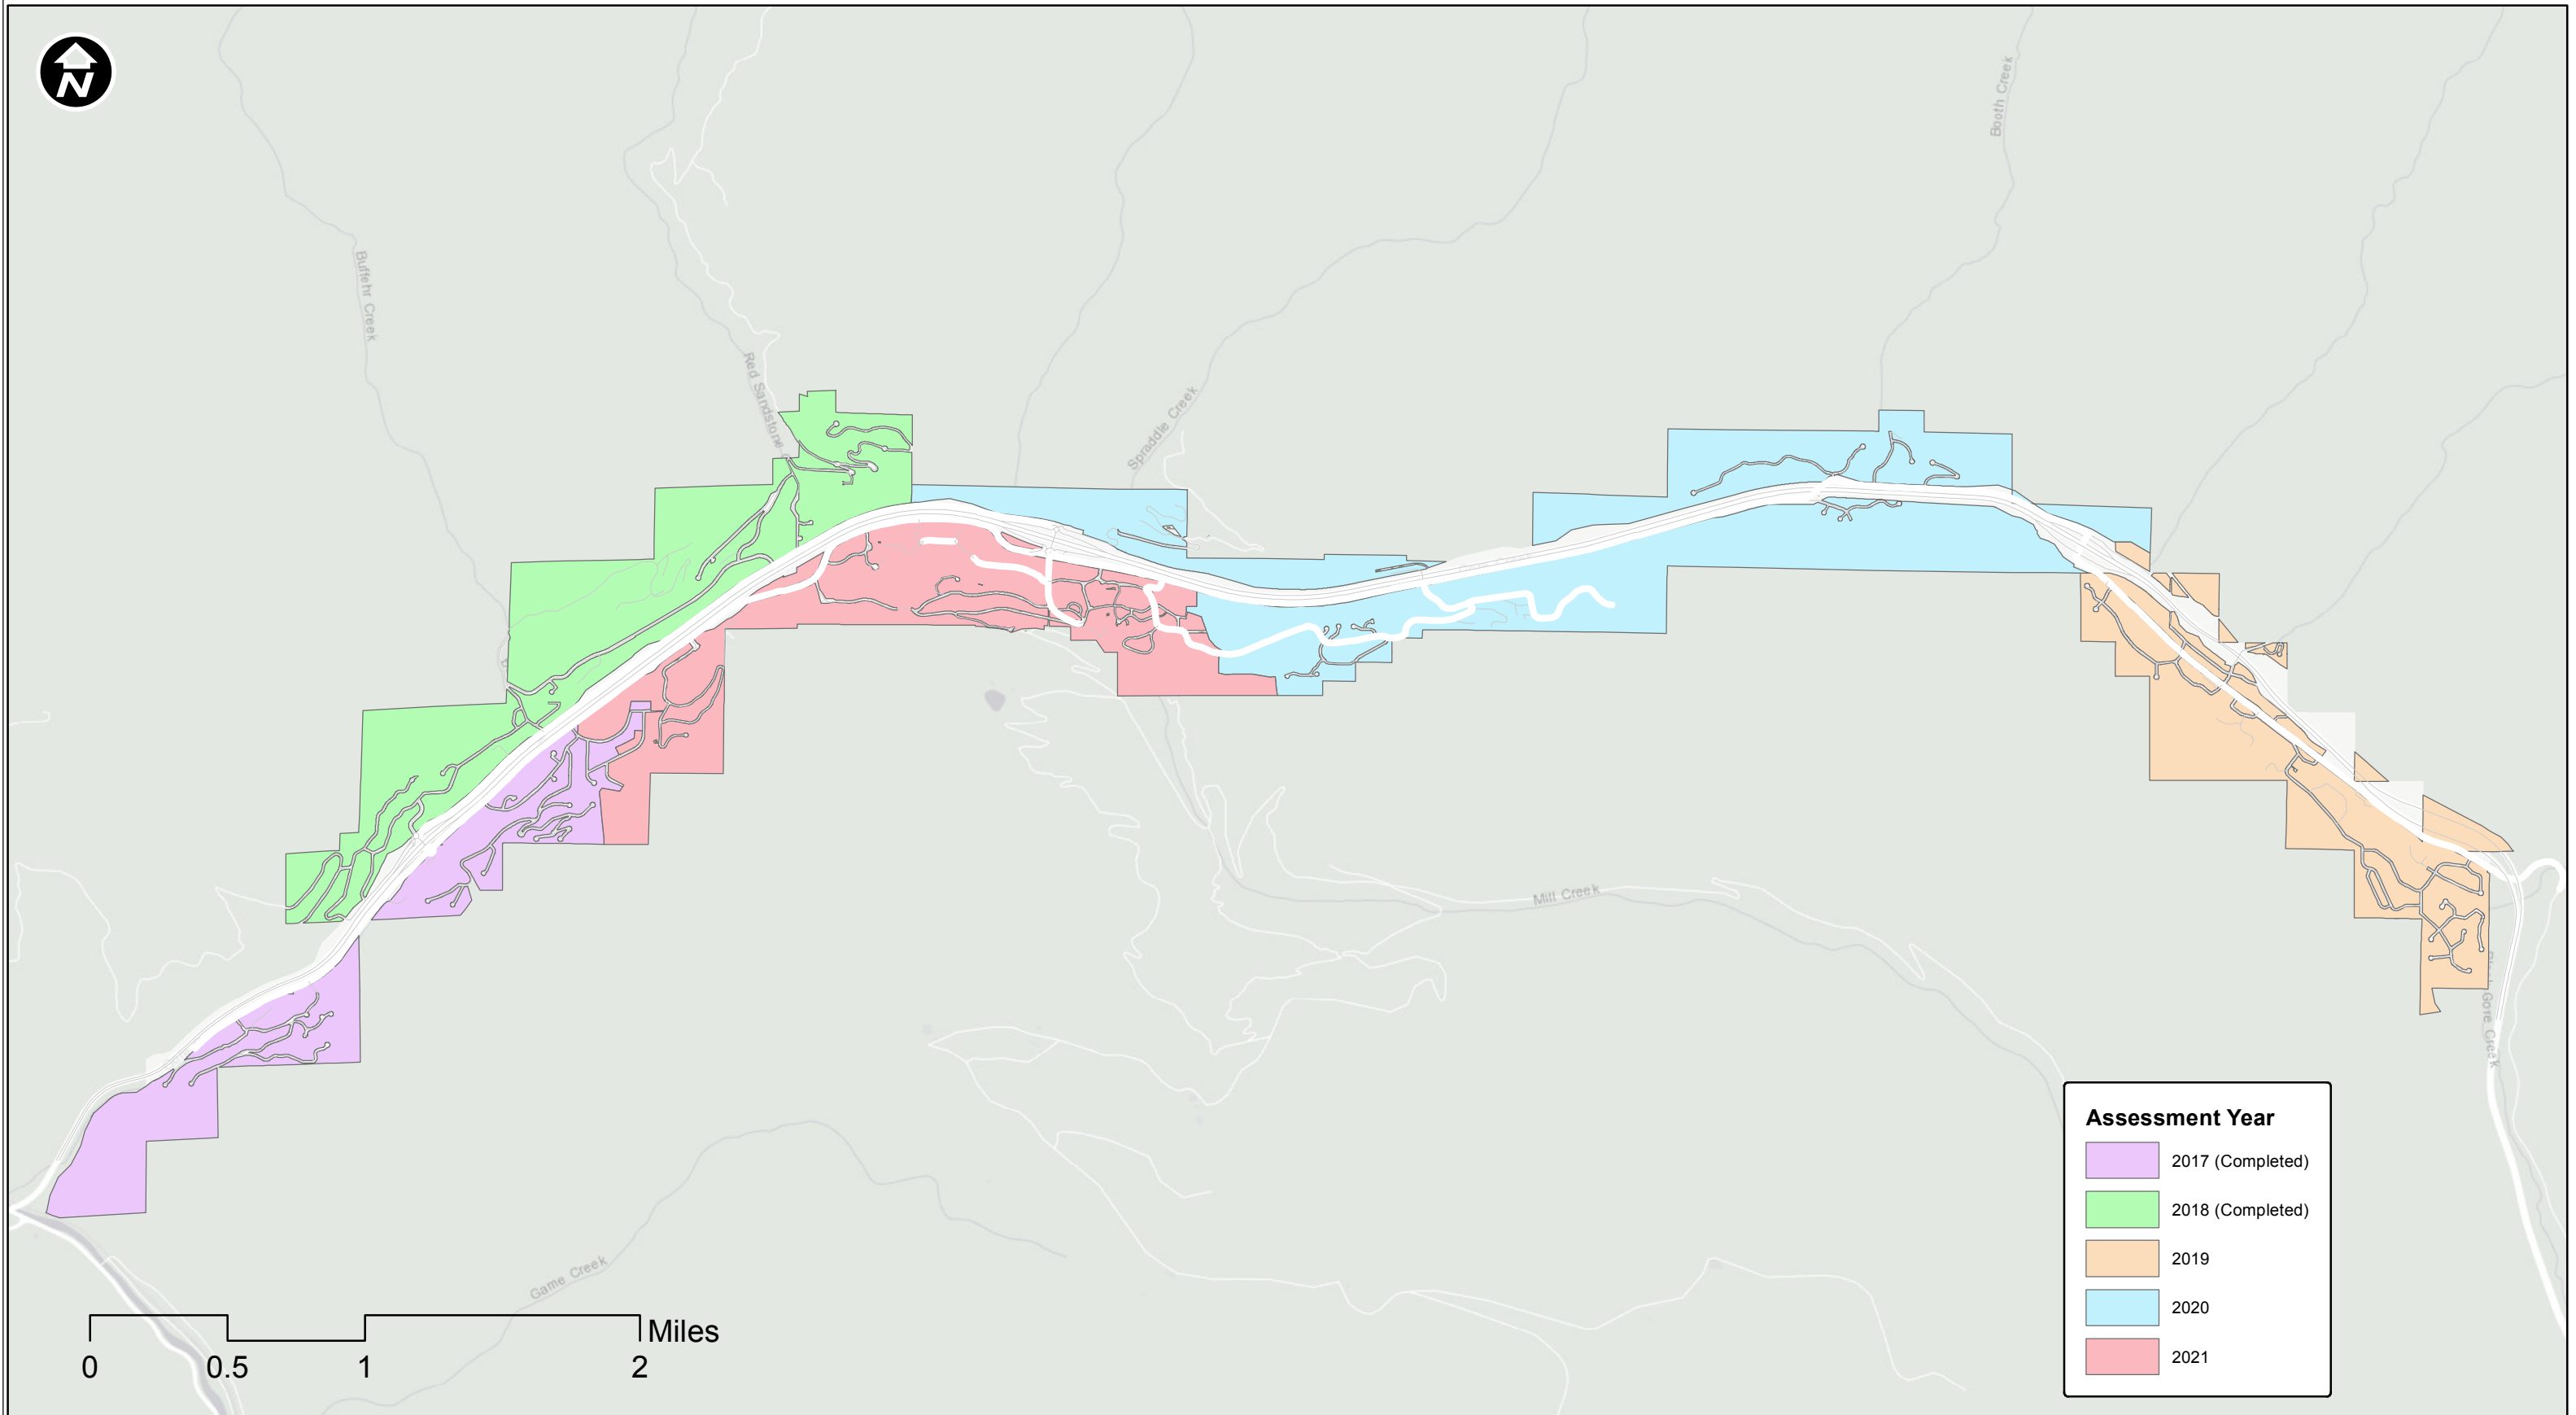 N
Booth Creek
Buffehr Creek
Red Sandstone
Spraddle Creek
Mill Creek
Gore Creek
Game Creek
Assessment Year
2017 (Completed)
2018 (Completed)
2019
2020
2021
Miles
0 0.5 1 2